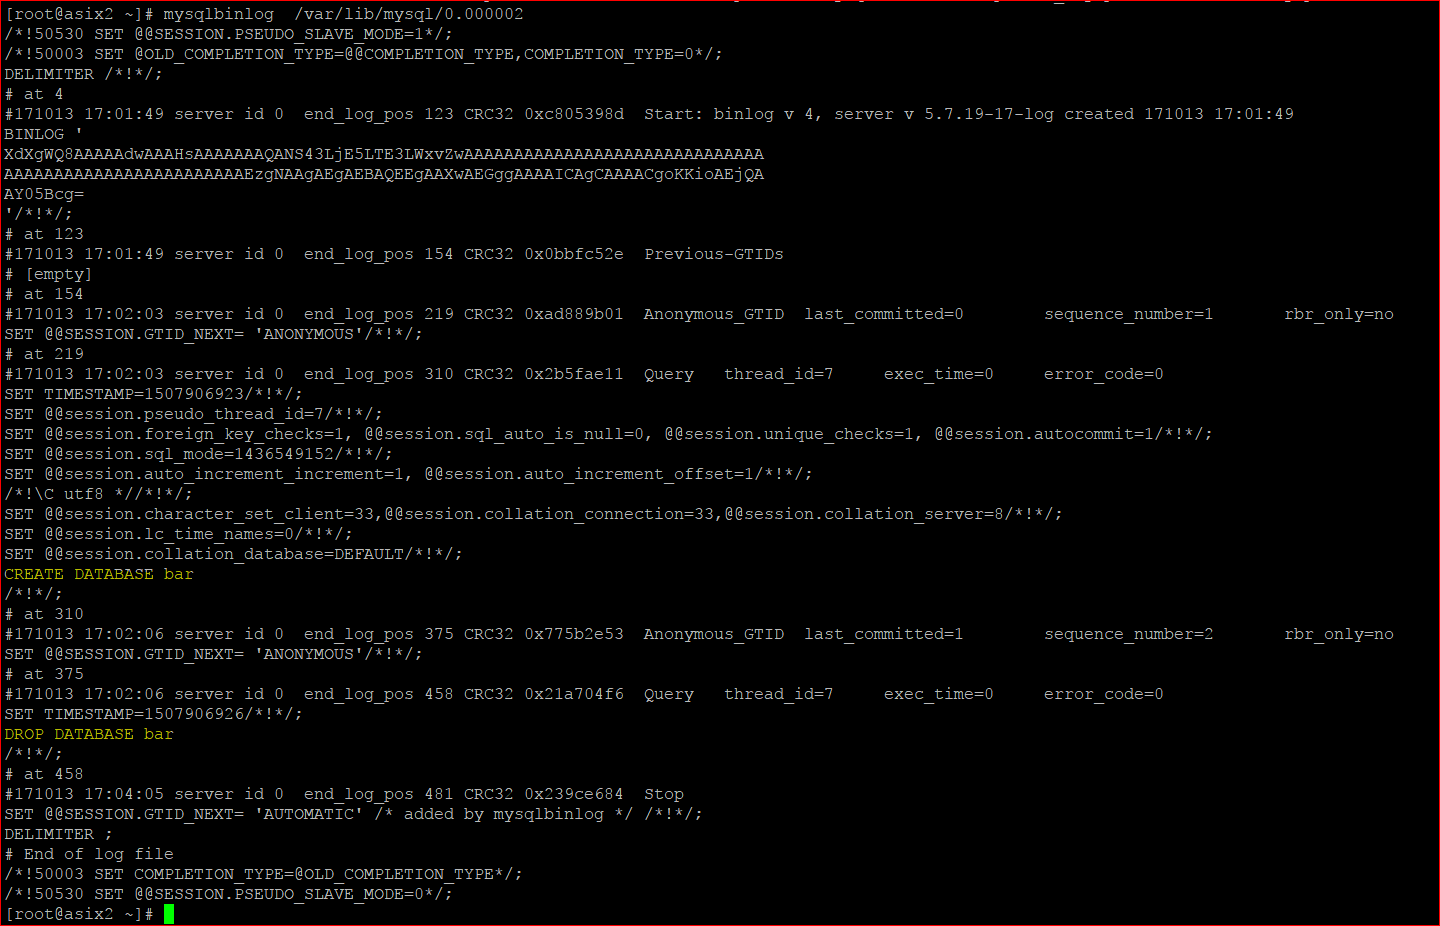 [root@asix2 ~]# mysqlbinlog  /var/lib/mysql/0.000002
/*!50530 SET @@SESSION.PSEUDO_SLAVE_MODE=1*/;
/*!50003 SET @OLD_COMPLETION_TYPE=@@COMPLETION_TYPE,COMPLETION_TYPE=0*/;
DELIMITER /*!*/;
# at 4
#171013 17:01:49 server id 0  end_log_pos 123 CRC32 0xc805398d  Start: binlog v 4, server v 5.7.19-17-log created 171013 17:01:49
BINLOG '
XdXgWQ8AAAAAdwAAAHsAAAAAAAQANS43LjE5LTE3LWxvZwAAAAAAAAAAAAAAAAAAAAAAAAAAAAAA
AAAAAAAAAAAAAAAAAAAAAAAAEzgNAAgAEgAEBAQEEgAAXwAEGggAAAAICAgCAAAACgoKKioAEjQA
AY05Bcg=
'/*!*/;
# at 123
#171013 17:01:49 server id 0  end_log_pos 154 CRC32 0x0bbfc52e  Previous-GTIDs
# [empty]
# at 154
#171013 17:02:03 server id 0  end_log_pos 219 CRC32 0xad889b01  Anonymous_GTID  last_committed=0        sequence_number=1       rbr_only=no
SET @@SESSION.GTID_NEXT= 'ANONYMOUS'/*!*/;
# at 219
#171013 17:02:03 server id 0  end_log_pos 310 CRC32 0x2b5fae11  Query   thread_id=7     exec_time=0     error_code=0
SET TIMESTAMP=1507906923/*!*/;
SET @@session.pseudo_thread_id=7/*!*/;
SET @@session.foreign_key_checks=1, @@session.sql_auto_is_null=0, @@session.unique_checks=1, @@session.autocommit=1/*!*/;
SET @@session.sql_mode=1436549152/*!*/;
SET @@session.auto_increment_increment=1, @@session.auto_increment_offset=1/*!*/;
/*!\C utf8 *//*!*/;
SET @@session.character_set_client=33,@@session.collation_connection=33,@@session.collation_server=8/*!*/;
SET @@session.lc_time_names=0/*!*/;
SET @@session.collation_database=DEFAULT/*!*/;
CREATE DATABASE bar
/*!*/;
# at 310
#171013 17:02:06 server id 0  end_log_pos 375 CRC32 0x775b2e53  Anonymous_GTID  last_committed=1        sequence_number=2       rbr_only=no
SET @@SESSION.GTID_NEXT= 'ANONYMOUS'/*!*/;
# at 375
#171013 17:02:06 server id 0  end_log_pos 458 CRC32 0x21a704f6  Query   thread_id=7     exec_time=0     error_code=0
SET TIMESTAMP=1507906926/*!*/;
DROP DATABASE bar
/*!*/;
# at 458
#171013 17:04:05 server id 0  end_log_pos 481 CRC32 0x239ce684  Stop
SET @@SESSION.GTID_NEXT= 'AUTOMATIC' /* added by mysqlbinlog */ /*!*/;
DELIMITER ;
# End of log file
/*!50003 SET COMPLETION_TYPE=@OLD_COMPLETION_TYPE*/;
/*!50530 SET @@SESSION.PSEUDO_SLAVE_MODE=0*/;
[root@asix2 ~]#